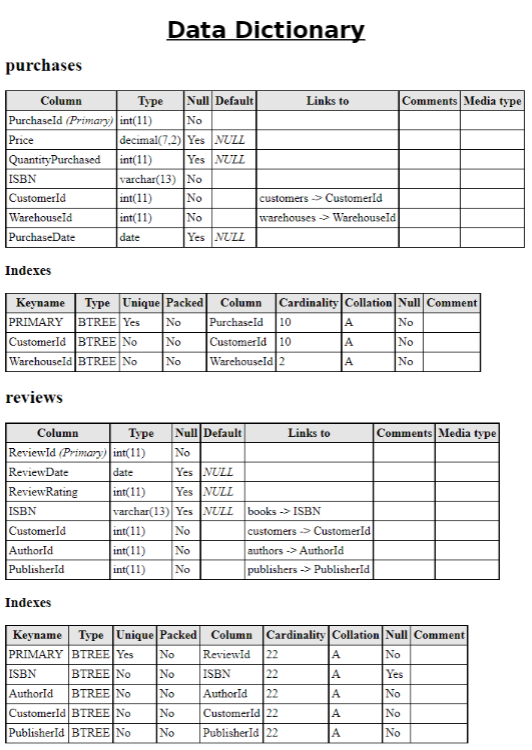 Data Dictionary
purchases
Column Type Null Default Links to Comments Media type
PurchaseId (Primary) int(11) No
Price decimal(7,2) Yes NULL
QuantityPurchased int(11) Yes NULL
ISBN varchar(13) No
CustomerId int(11) No customers -> CustomerId
WarehouseId int(11) No warehouses -> WarehouseId
PurchaseDate date Yes NULL
Indexes
Keyname Type Unique Packed Column Cardinality Collation Null Comment
PRIMARY BTREE Yes No PurchaseId 10 A No
CustomerId BTREE No No CustomerId 10 A No
WarehouseId BTREE No No WarehouseId 2 A No
reviews
Column Type Null Default Links to Comments Media type
ReviewId (Primary) int(11) No
ReviewDate date Yes NULL
ReviewRating int(11) Yes NULL
ISBN varchar(13) Yes NULL books -> ISBN
CustomerId int(11) No customers -> CustomerId
AuthorId int(11) No authors -> AuthorId
PublisherId int(11) No publishers -> PublisherId
Indexes
Keyname Type Unique Packed Column Cardinality Collation Null Comment
PRIMARY BTREE Yes No ReviewId 22 A No
ISBN BTREE No No ISBN 22 A Yes
AuthorId BTREE No No AuthorId 22 A No
CustomerId BTREE No No CustomerId 22 A No
PublisherId BTREE No No PublisherId 22 A No